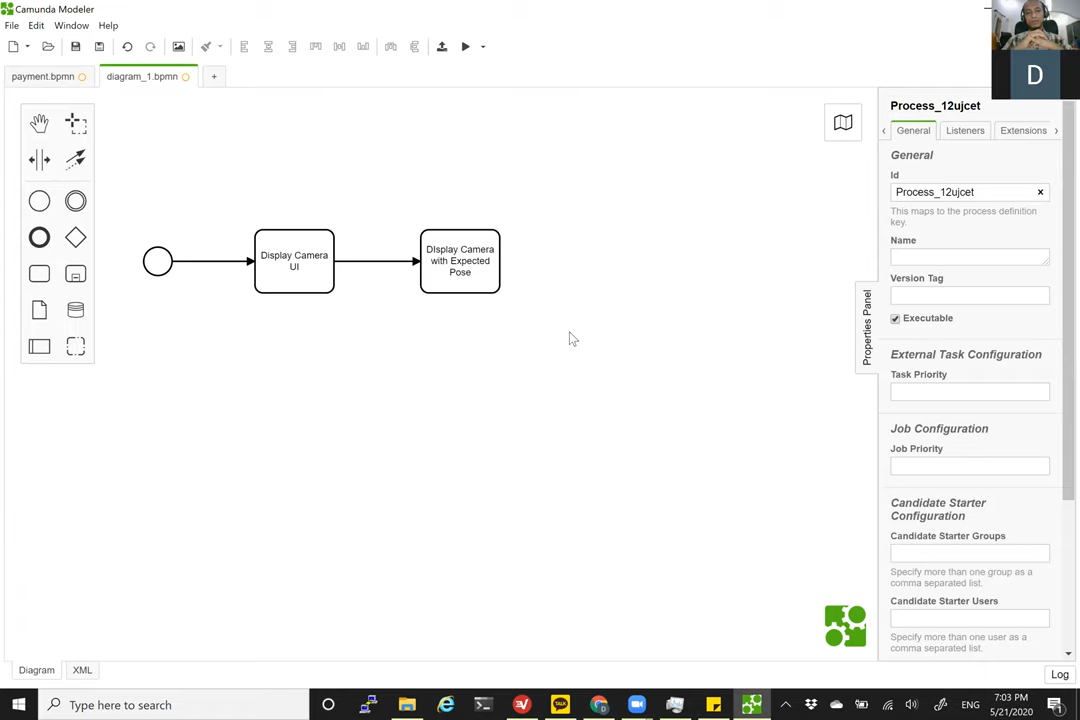 Camunda Modeler
File Edit Window Help
payment.bpmn diagram_1.bpmn +
D
Process_12ujcet
General Listeners Extensions
General
Id
Process_12ujcet ×
This maps to the process definition
key.
Name
Version Tag
Executable
External Task Configuration
Task Priority
Job Configuration
Job Priority
Candidate Starter
Configuration
Candidate Starter Groups
Specify more than one group as a
comma separated list.
Candidate Starter Users
Specify more than one user as a
comma separated list.
Properties Panel
Display Camera
UI
DIsplay Camera
with Expected
Pose
Diagram XML
Log
Type here to search
TALK
ENG
7:03 PM
5/21/2020